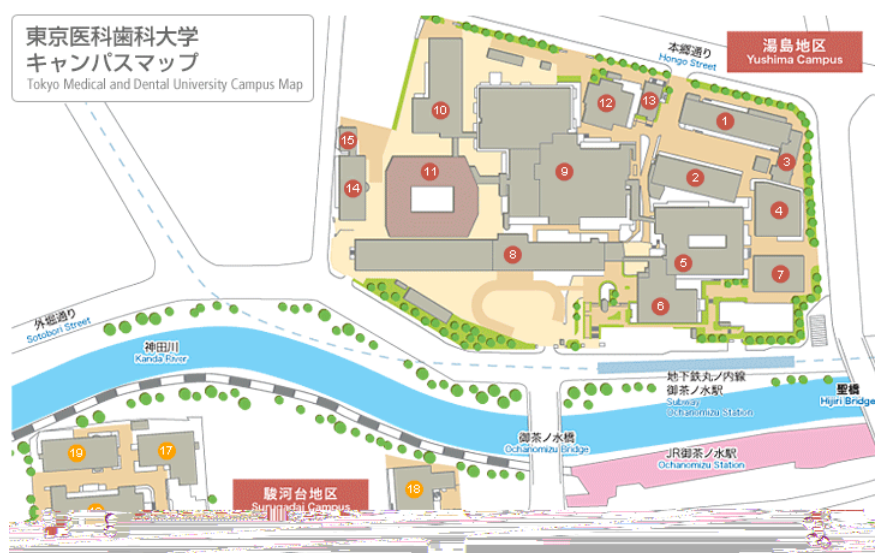 東京医科歯科大学
キャンパスマップ
Tokyo Medical and Dental University Campus Map
本郷通り
Hongo Street
湯島地区
Yushima Campus
10
12
13
1
15
11
9
3
14
2
4
8
5
7
6
外堀通り
Sotobori Street
神田川
Kanda River
地下鉄丸ノ内線
御茶ノ水駅
Subway
Ochanomizu Station
聖橋
Hijiri Bridge
御茶ノ水橋
Ochanomizu Bridge
JR御茶ノ水駅
Ochanomizu Station
19
17
18
駿河台地区
Surugadai Campus